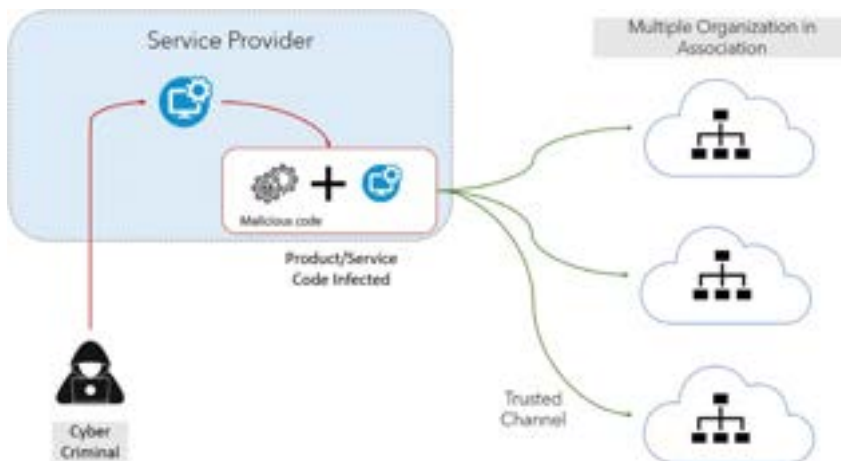 Service Provider
Multiple Organization in
Association
Malicious code
Product/Service
Code Infected
Trusted
Channel
Cyber
Criminal